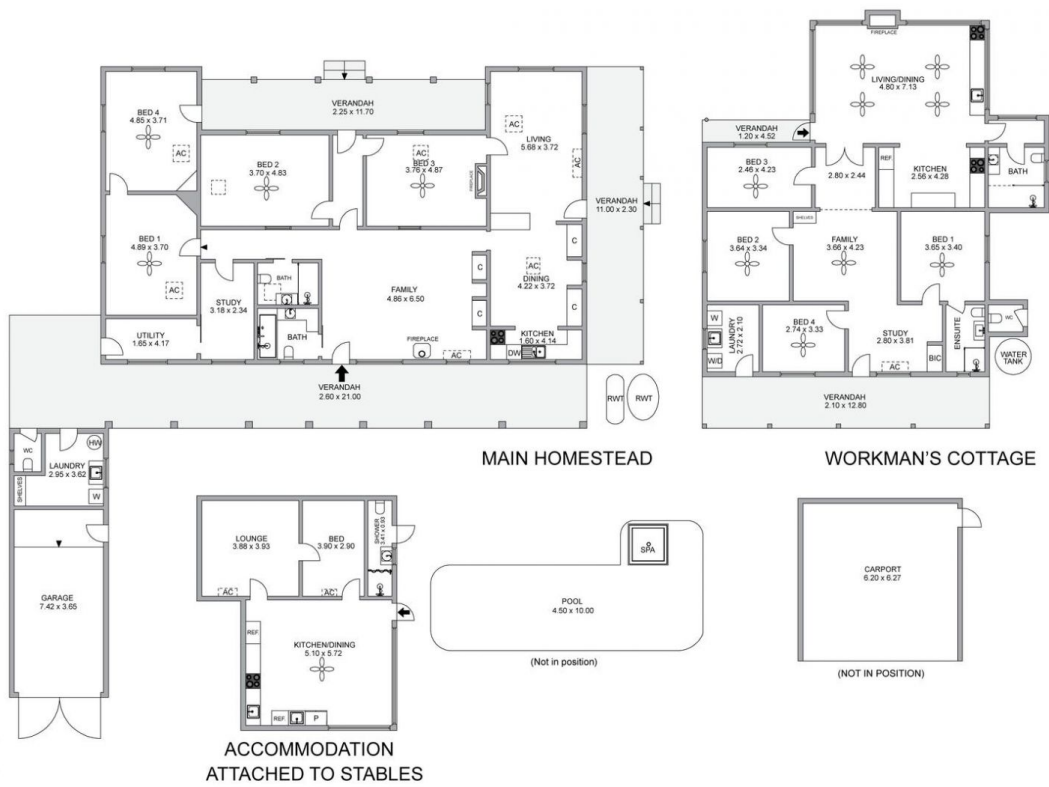 BED 4
4.85 x 3.71
AC
VERANDAH
2.25 x 11.70
BED 2
3.70 x 4.83
AC
BED 3
3.76 x 4.87
FIREPLACE
LIVING
5.68 x 3.72
AC
AC
VERANDAH
11.00 x 2.30
BED 1
4.89 x 3.70
AC
STUDY
3.18 x 2.34
BATH
BATH
FAMILY
4.86 x 6.50
C
C
C
C
AC
DINING
4.22 x 3.72
UTILITY
1.65 x 4.17
FIREPLACE
AC
KITCHEN
1.60 x 4.14
DW
VERANDAH
2.60 x 21.00
RWT
RWT
MAIN HOMESTEAD
WC
HW
LAUNDRY
2.95 x 3.62
SHELVES
W
GARAGE
7.42 x 3.65
FIREPLACE
LIVING/DINING
4.80 x 7.13
VERANDAH
1.20 x 4.52
BED 3
2.46 x 4.23
2.80 x 2.44
REF
KITCHEN
2.56 x 4.28
BATH
SHELVES
BED 2
3.64 x 3.34
FAMILY
3.66 x 4.23
BED 1
3.65 x 3.40
W
LAUNDRY
2.72 x 2.10
W/D
BED 4
2.74 x 3.33
STUDY
2.80 x 3.81
AC
BIC
ENSUITE
WC
WATER
TANK
VERANDAH
2.10 x 12.80
WORKMAN'S COTTAGE
LOUNGE
3.88 x 3.93
AC
BED
3.90 x 2.90
AC
SHOWER
3.41 x 0.93
REF
KITCHEN/DINING
5.10 x 5.72
REF
P
ACCOMMODATION
ATTACHED TO STABLES
SPA
POOL
4.50 x 10.00
(Not in position)
CARPORT
6.20 x 6.27
(NOT IN POSITION)